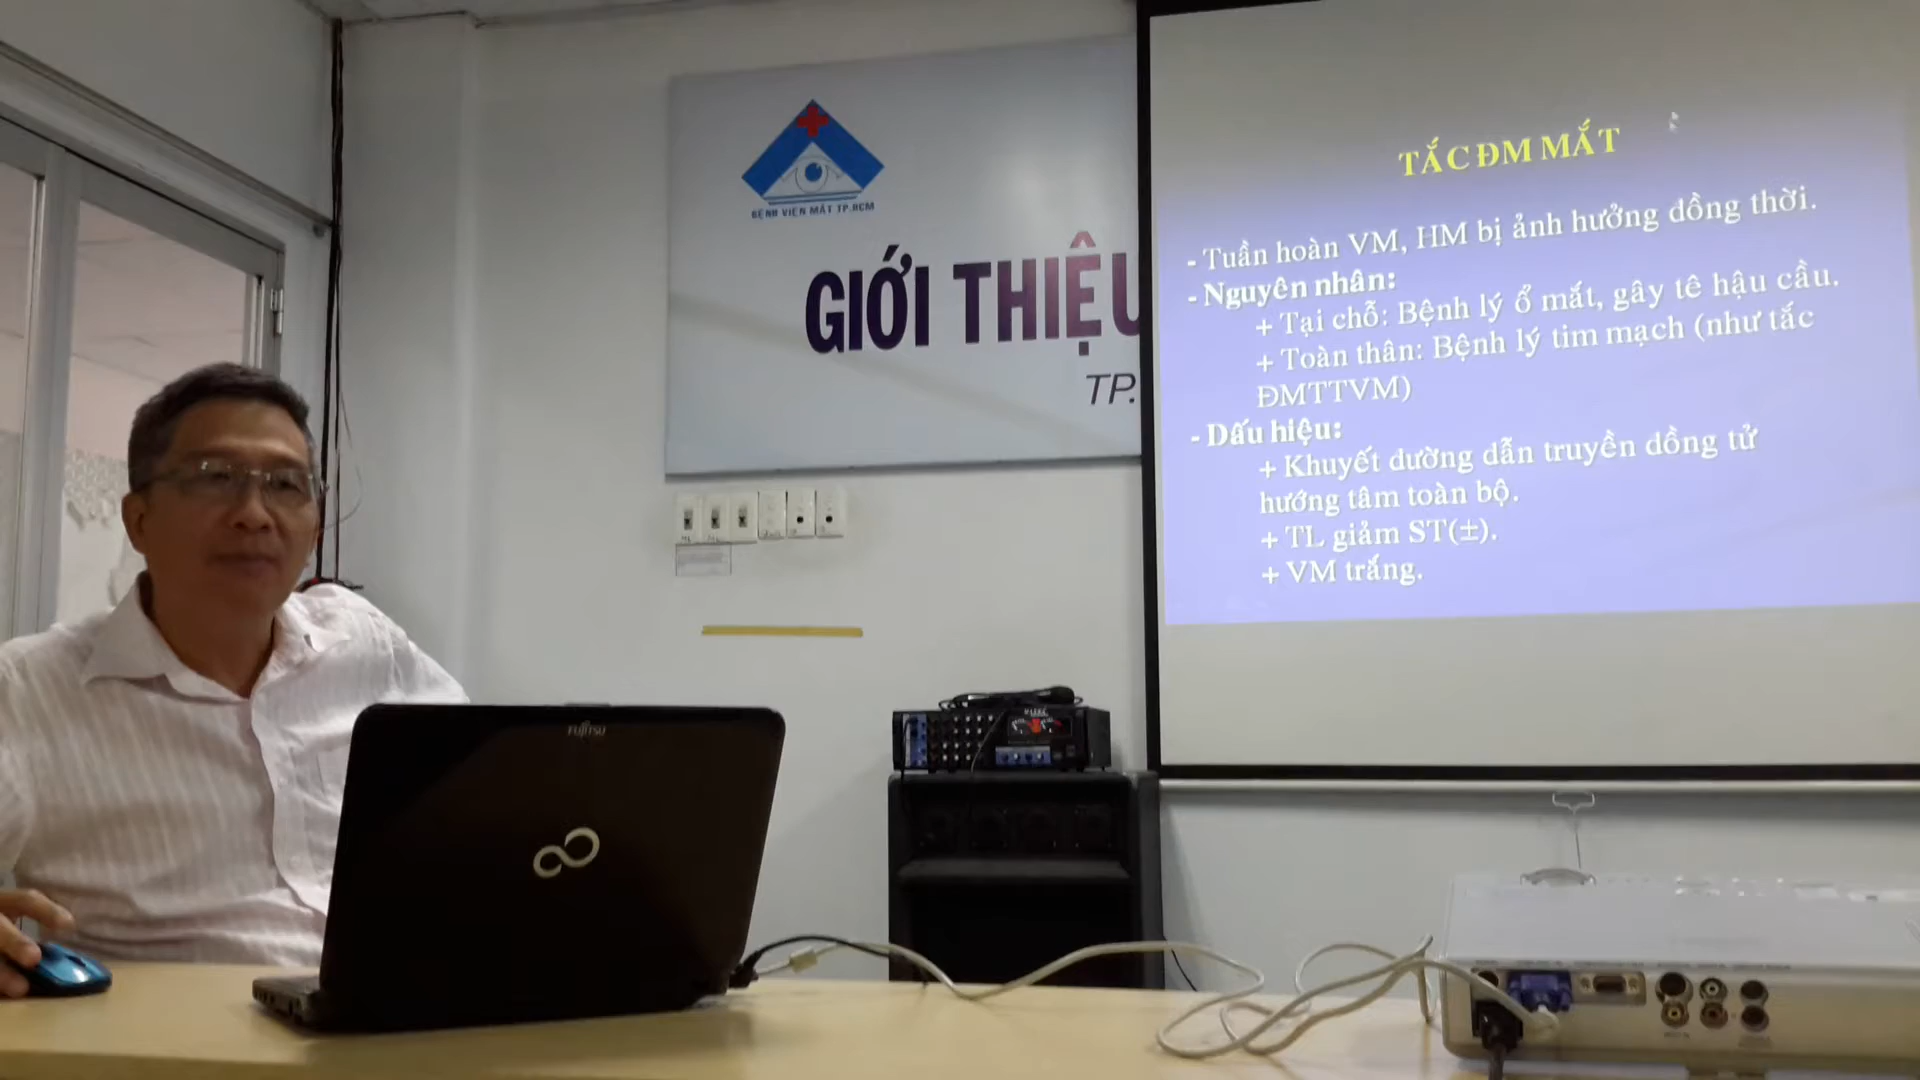 BỆNH VIỆN MẮT TP.HCM
GIỚI THIỆU
TP.
TẮC ĐM MẮT
- Tuần hoàn VM, HM bị ảnh hưởng đồng thời.
- Nguyên nhân:
+ Tại chỗ: Bệnh lý ổ mắt, gây tê hậu cầu.
+ Toàn thân: Bệnh lý tim mạch (như tắc
ĐMTTVM)
- Dấu hiệu:
+ Khuyết đường dẫn truyền đồng tử
hướng tâm toàn bộ.
+ TL giảm ST(±).
+ VM trắng.
FUJITSU